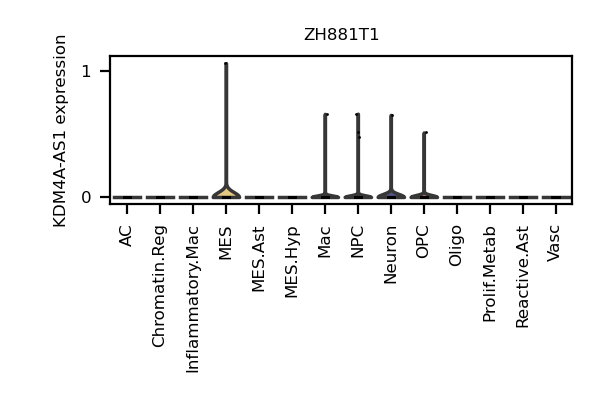 ZH881T1
KDM4A-AS1 expression
1
0
AC
Chromatin.Reg
Inflammatory.Mac
MES
MES.Ast
MES.Hyp
Mac
NPC
Neuron
OPC
Oligo
Prolif.Metab
Reactive.Ast
Vasc